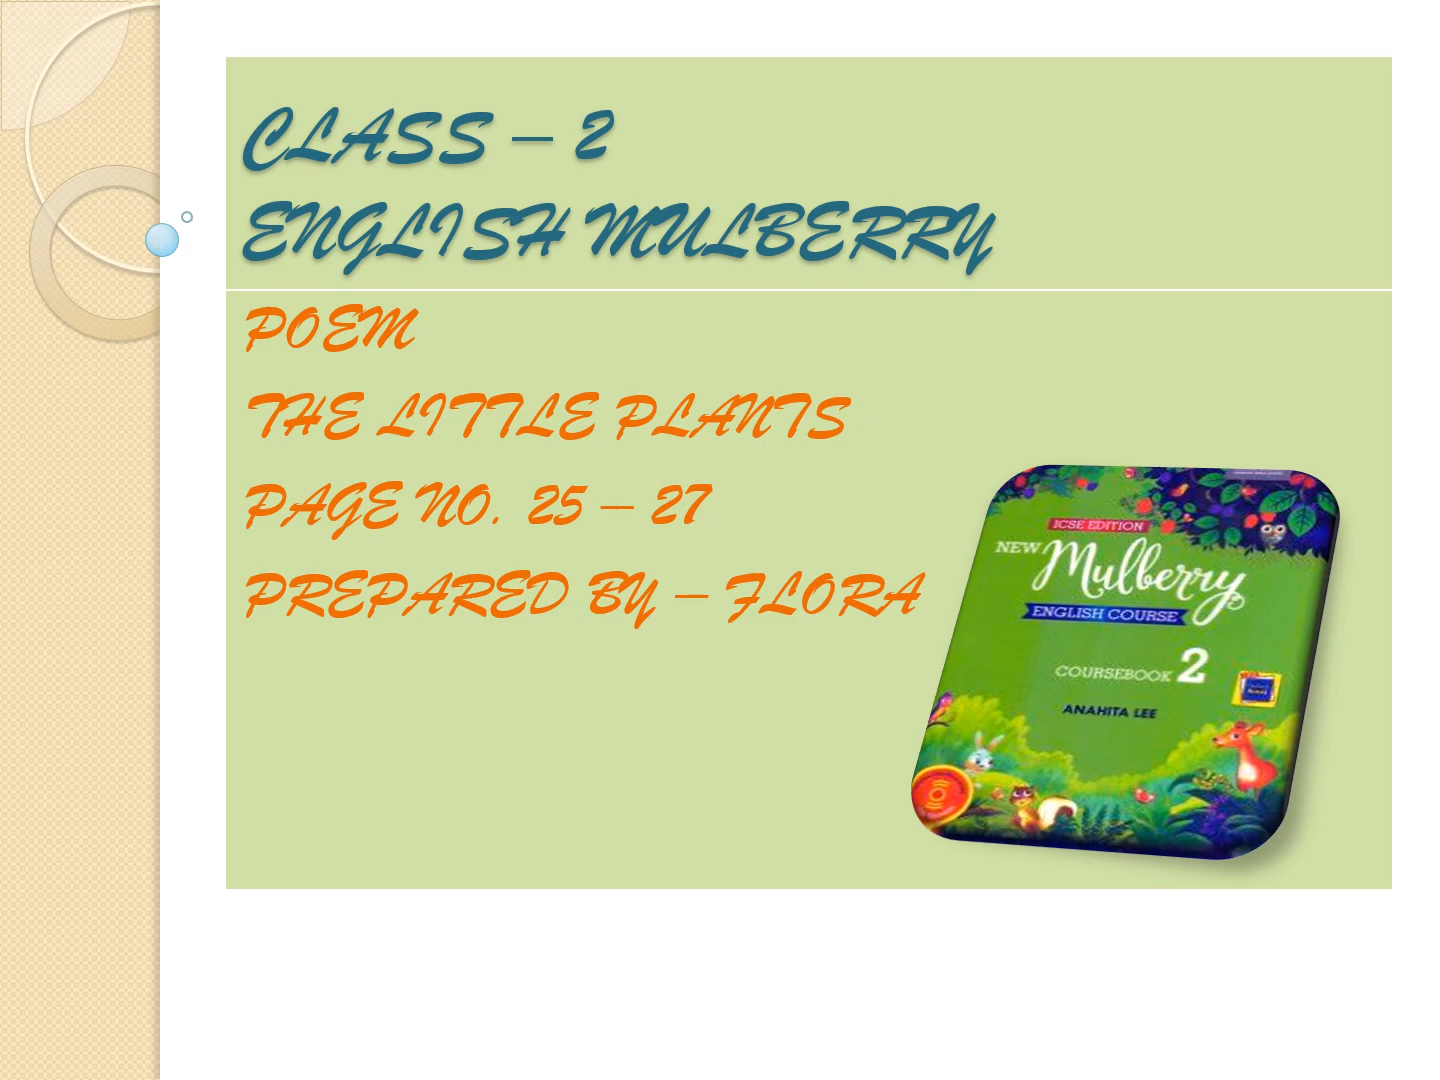 CLASS – 2
ENGLISH MULBERRY
POEM
THE LITTLE PLANTS
PAGE NO. 25 – 27
PREPARED BY – FLORA
ICSE EDITION
NEW Mulberry
ENGLISH COURSE
COURSEBOOK 2
ANAHITA LEE